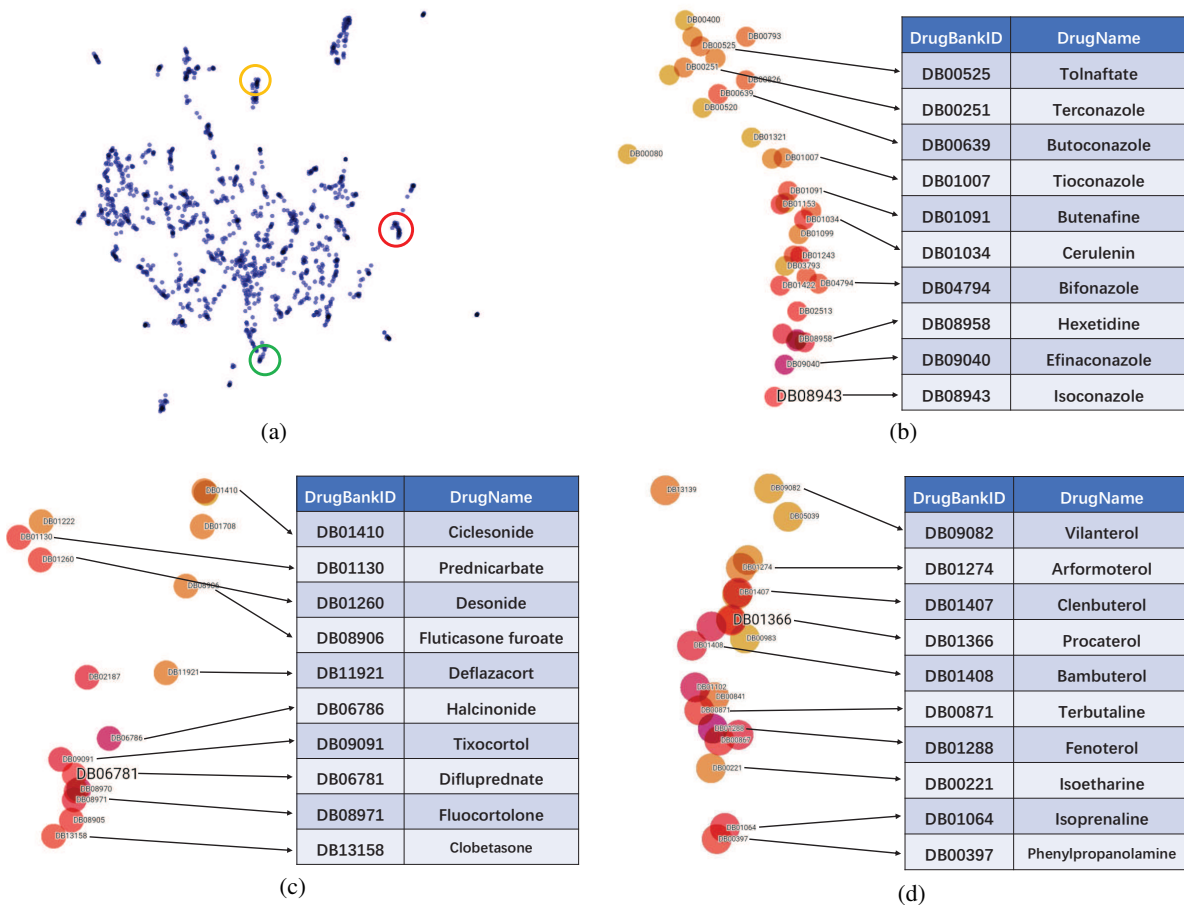 (a)
DB00400
DB00793
DB00525
DB00251
DB00826
DB00639
DB00520
DB01321
DB00080
DB01007
DB01091
DB01153
DB01034
DB01099
DB01243
DB03793
DB01422
DB04794
DB02513
DB08958
DB09040
DB08943
DrugBankID DrugName
DB00525 Tolnaftate
DB00251 Terconazole
DB00639 Butoconazole
DB01007 Tioconazole
DB01091 Butenafine
DB01034 Cerulenin
DB04794 Bifonazole
DB08958 Hexetidine
DB09040 Efinaconazole
DB08943 Isoconazole
(b)
DB01410
DB01222
DB01708
DB01130
DB01260
DB08906
DB02187
DB11921
DB06786
DB09091
DB06781
DB08970
DB08971
DB08905
DB13158
DrugBankID DrugName
DB01410 Ciclesonide
DB01130 Prednicarbate
DB01260 Desonide
DB08906 Fluticasone furoate
DB11921 Deflazacort
DB06786 Halcinonide
DB09091 Tixocortol
DB06781 Difluprednate
DB08971 Fluocortolone
DB13158 Clobetasone
(c)
DB13139
DB09082
DB05039
DB01274
DB01407
DB01366
DB00983
DB01408
DB01102
DB00841
DB00871
DB01288
DB00867
DB00221
DB01064
DB00397
DrugBankID DrugName
DB09082 Vilanterol
DB01274 Arformoterol
DB01407 Clenbuterol
DB01366 Procaterol
DB01408 Bambuterol
DB00871 Terbutaline
DB01288 Fenoterol
DB00221 Isoetharine
DB01064 Isoprenaline
DB00397 Phenylpropanolamine
(d)